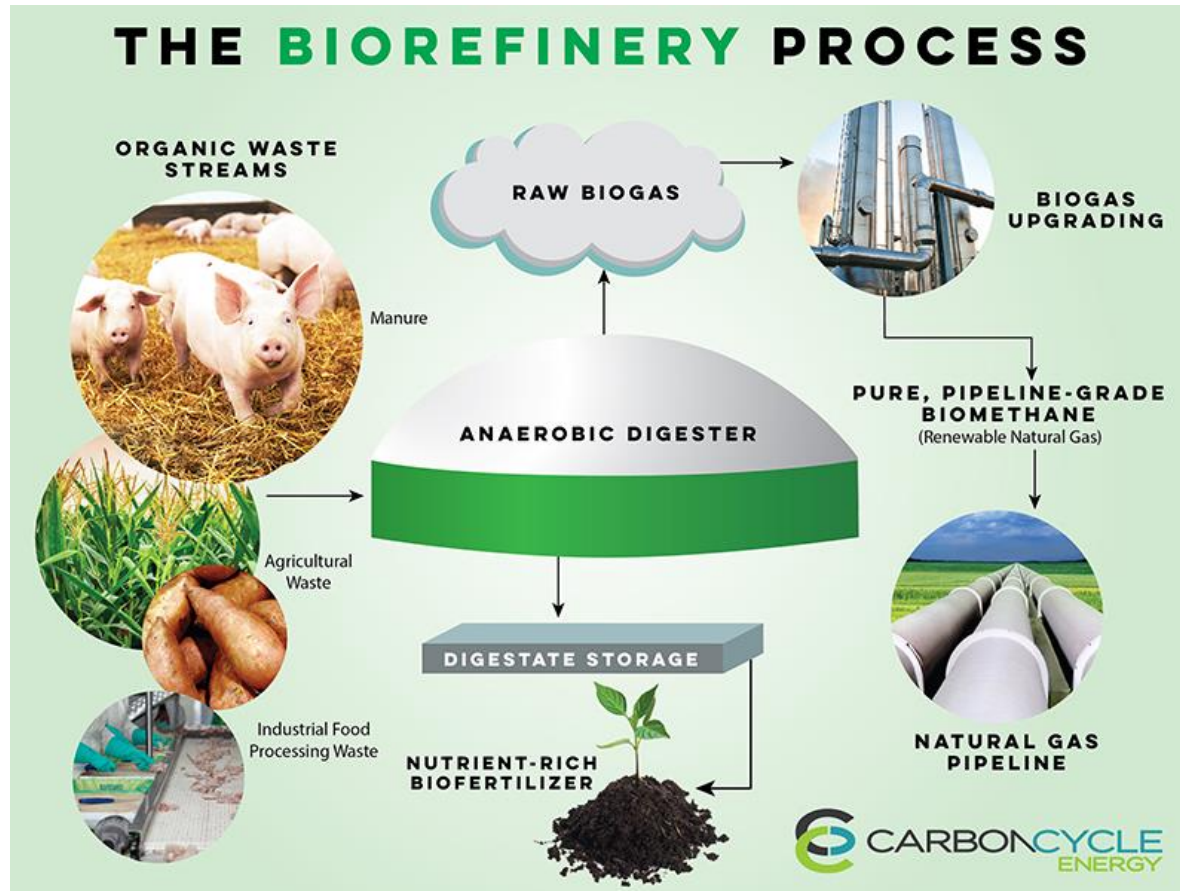 THE BIOREFINERY PROCESS
ORGANIC WASTE
STREAMS
Manure
Agricultural
Waste
Industrial Food
Processing Waste
RAW BIOGAS
ANAEROBIC DIGESTER
DIGESTATE STORAGE
NUTRIENT-RICH
BIOFERTILIZER
BIOGAS
UPGRADING
PURE, PIPELINE-GRADE
BIOMETHANE
(Renewable Natural Gas)
NATURAL GAS
PIPELINE
CARBONCYCLE
ENERGY